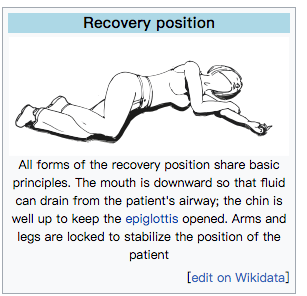 Recovery position
All forms of the recovery position share basic
principles. The mouth is downward so that fluid
can drain from the patient's airway; the chin is
well up to keep the epiglottis opened. Arms and
legs are locked to stabilize the position of the
patient
[edit on Wikidata]